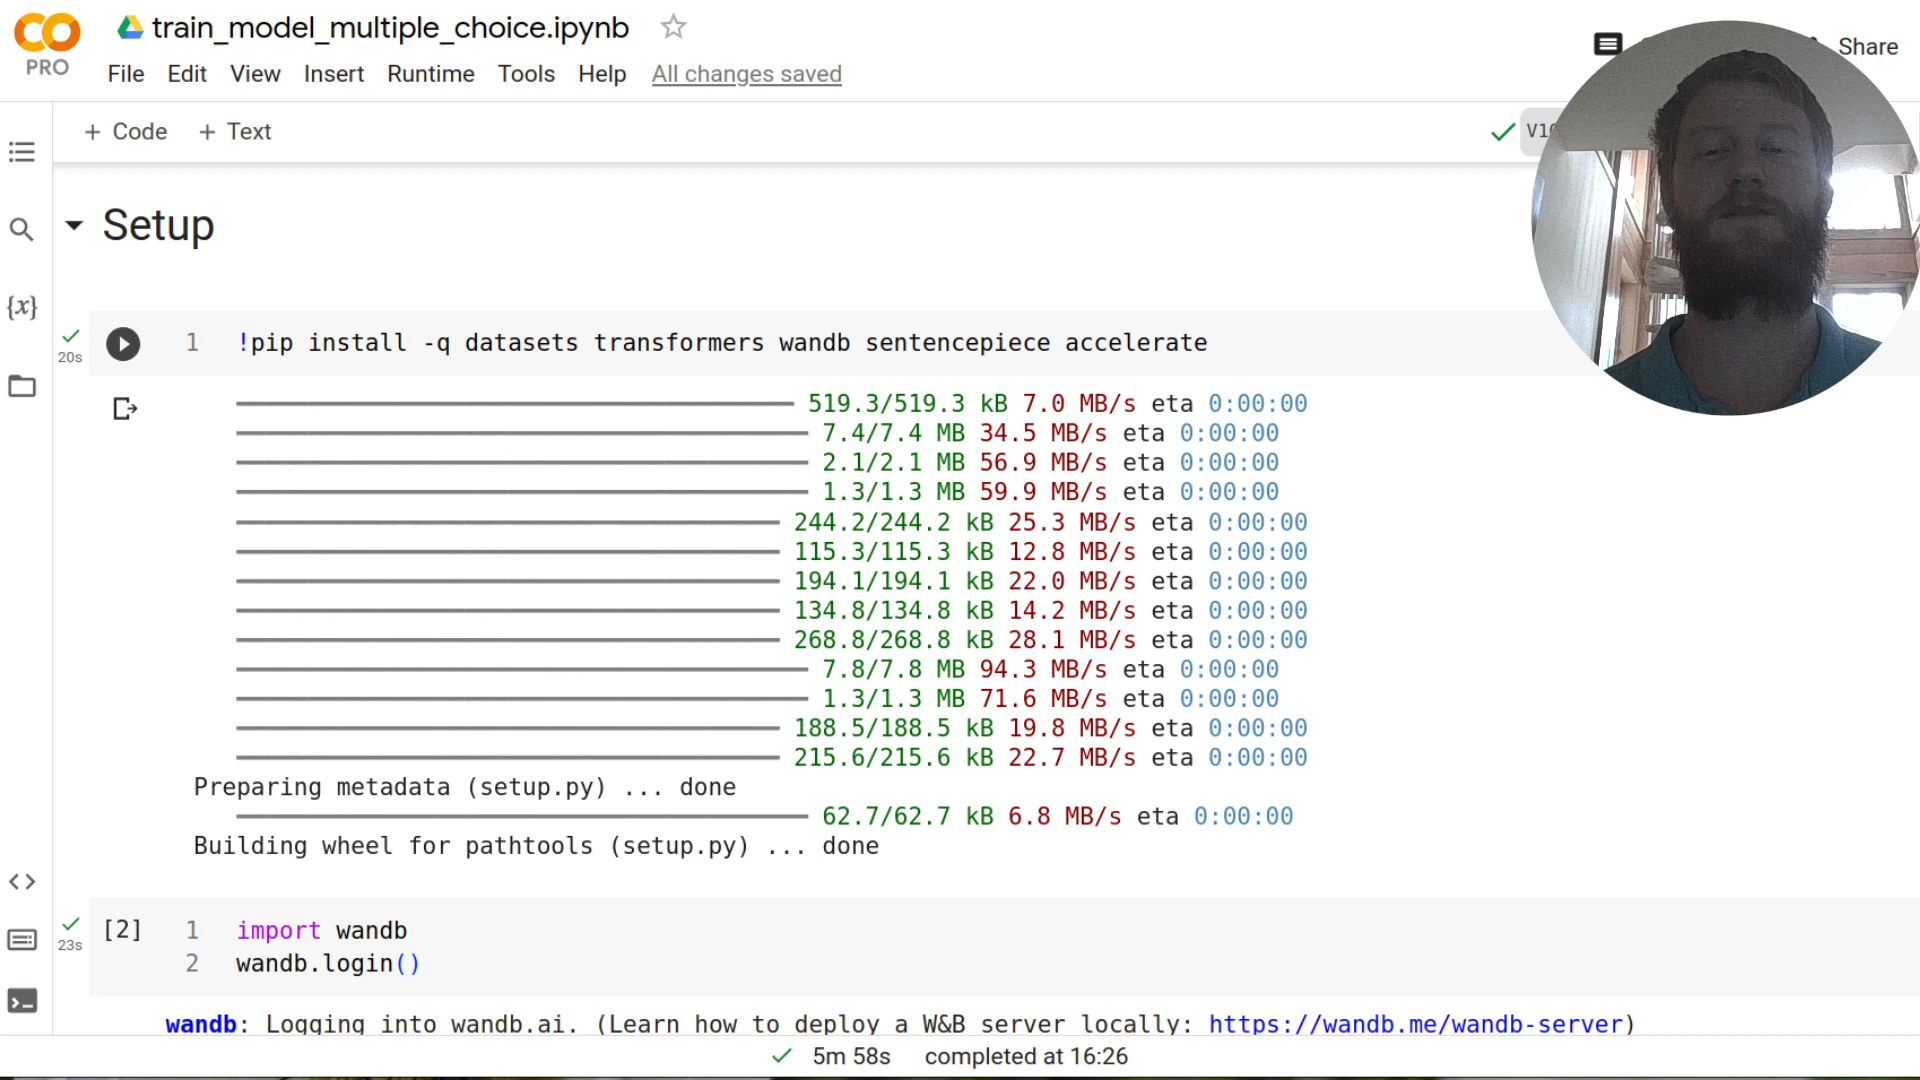 train_model_multiple_choice.ipynb
PRO
File Edit View Insert Runtime Tools Help All changes saved
Share
+ Code + Text
Setup
{x}
20s
1 !pip install -q datasets transformers wandb sentencepiece accelerate
519.3/519.3 kB 7.0 MB/s eta 0:00:00
7.4/7.4 MB 34.5 MB/s eta 0:00:00
2.1/2.1 MB 56.9 MB/s eta 0:00:00
1.3/1.3 MB 59.9 MB/s eta 0:00:00
244.2/244.2 kB 25.3 MB/s eta 0:00:00
115.3/115.3 kB 12.8 MB/s eta 0:00:00
194.1/194.1 kB 22.0 MB/s eta 0:00:00
134.8/134.8 kB 14.2 MB/s eta 0:00:00
268.8/268.8 kB 28.1 MB/s eta 0:00:00
7.8/7.8 MB 94.3 MB/s eta 0:00:00
1.3/1.3 MB 71.6 MB/s eta 0:00:00
188.5/188.5 kB 19.8 MB/s eta 0:00:00
215.6/215.6 kB 22.7 MB/s eta 0:00:00
Preparing metadata (setup.py) ... done
62.7/62.7 kB 6.8 MB/s eta 0:00:00
Building wheel for pathtools (setup.py) ... done
[2] 1 import wandb
23s
2 wandb.login()
wandb: Logging into wandb.ai. (Learn how to deploy a W&B server locally: https://wandb.me/wandb-server)
5m 58s completed at 16:26